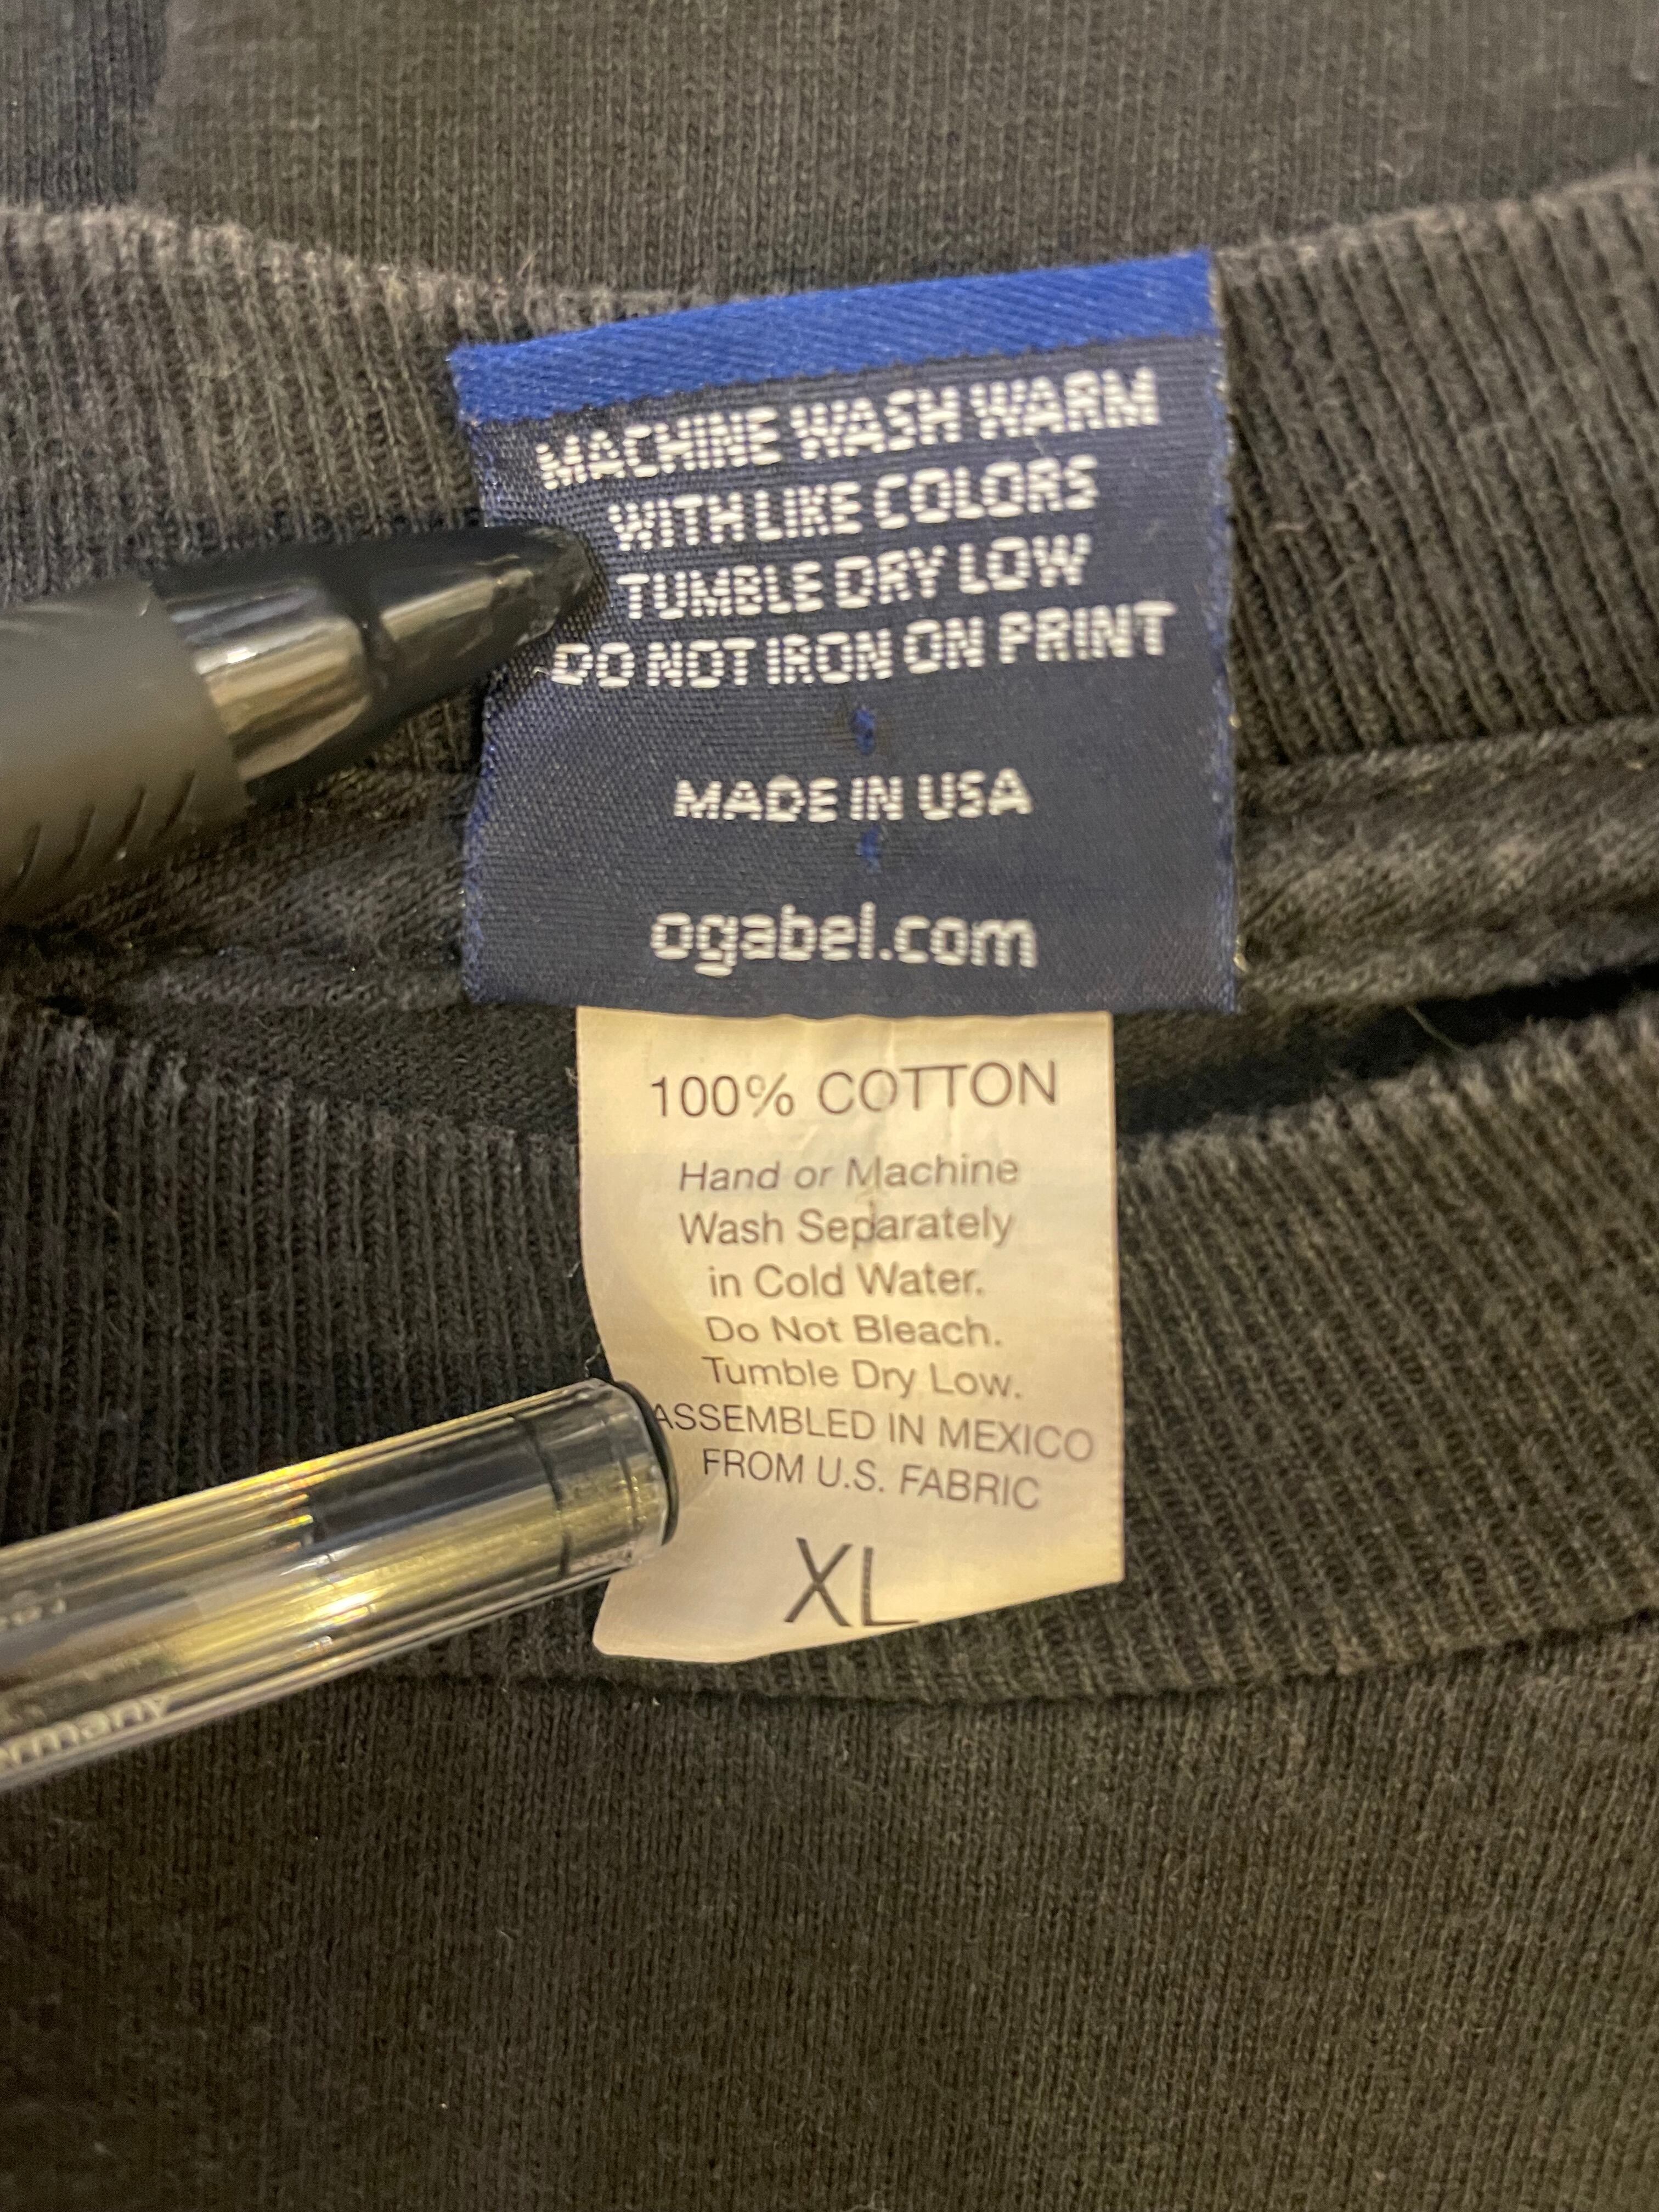 MACHINE WASH WARM
WITH LIKE COLORS
TUMBLE DRY LOW
DO NOT IRON ON PRINT
MADE IN USA
ogabel.com
100% COTTON
Hand or Machine
Wash Separately
in Cold Water.
Do Not Bleach.
Tumble Dry Low.
ASSEMBLED IN MEXICO
FROM U.S. FABRIC
XL
ermany